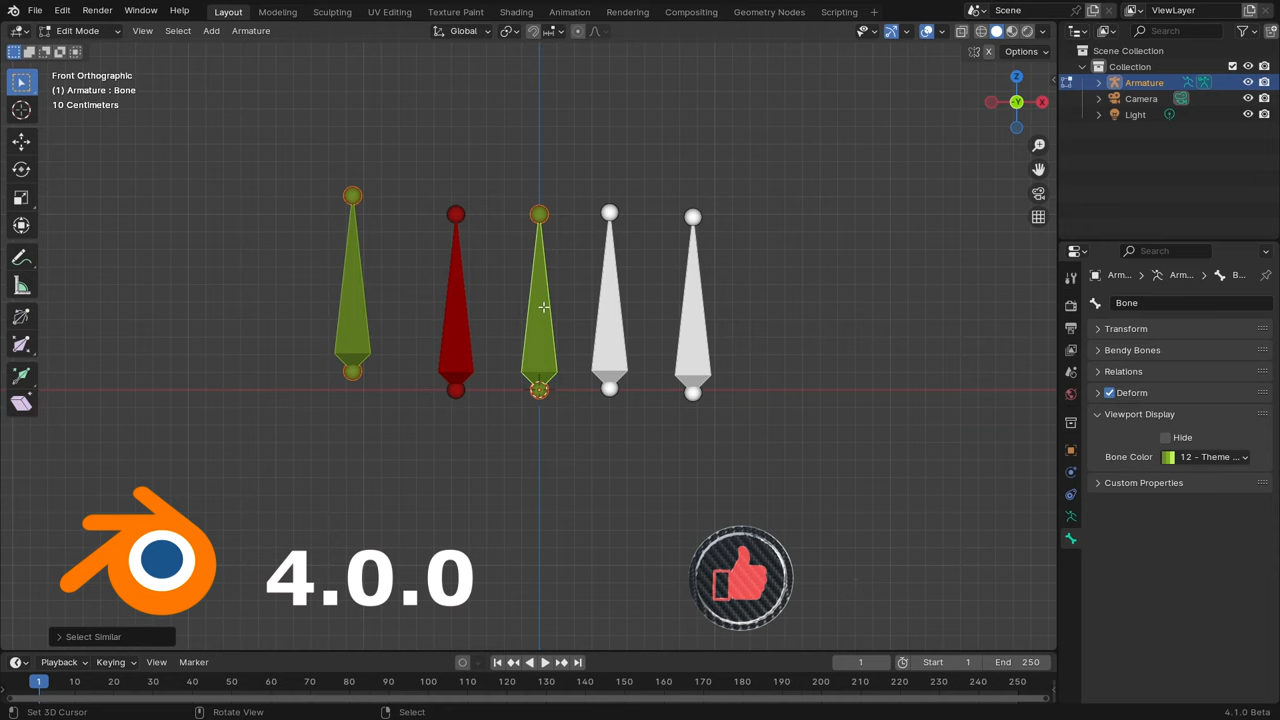 File Edit Render Window Help Layout Modeling Sculpting UV Editing Texture Paint Shading Animation Rendering Compositing Geometry Nodes Scripting + Scene ViewLayer
Edit Mode View Select Add Armature Global Search
X Options
Front Orthographic
(1) Armature : Bone
10 Centimeters
Z
-Y X
Scene Collection
Collection
Armature
Camera
Light
Search
Arm... > Arm... > B...
Bone
Transform
Bendy Bones
Relations
Deform
Viewport Display
Hide
Bone Color 12 - Theme ...
Custom Properties
4.0.0
Select Similar
Playback Keying View Marker 1 Start 1 End 250
1 10 20 30 40 50 60 70 80 90 100 110 120 130 140 150 160 170 180 190 200 210 220 230 240 250
Set 3D Cursor Rotate View Select 4.1.0 Beta